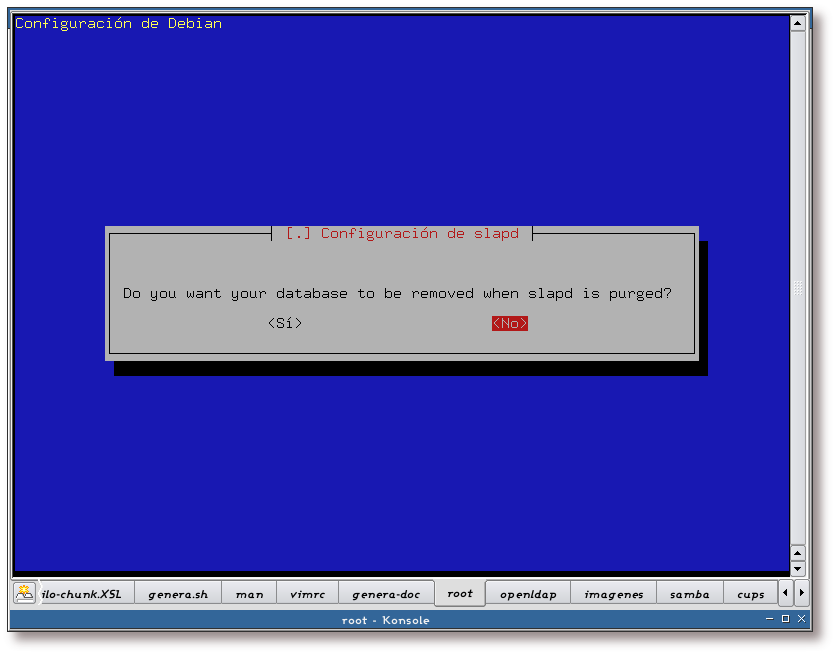 Configuración de Debian
[.] Configuración de slapd
Do you want your database to be removed when slapd is purged?
<Sí> <No>
ilo-chunk.XSL genera.sh man vimrc genera-doc root openldap imagenes samba cups
root - Konsole